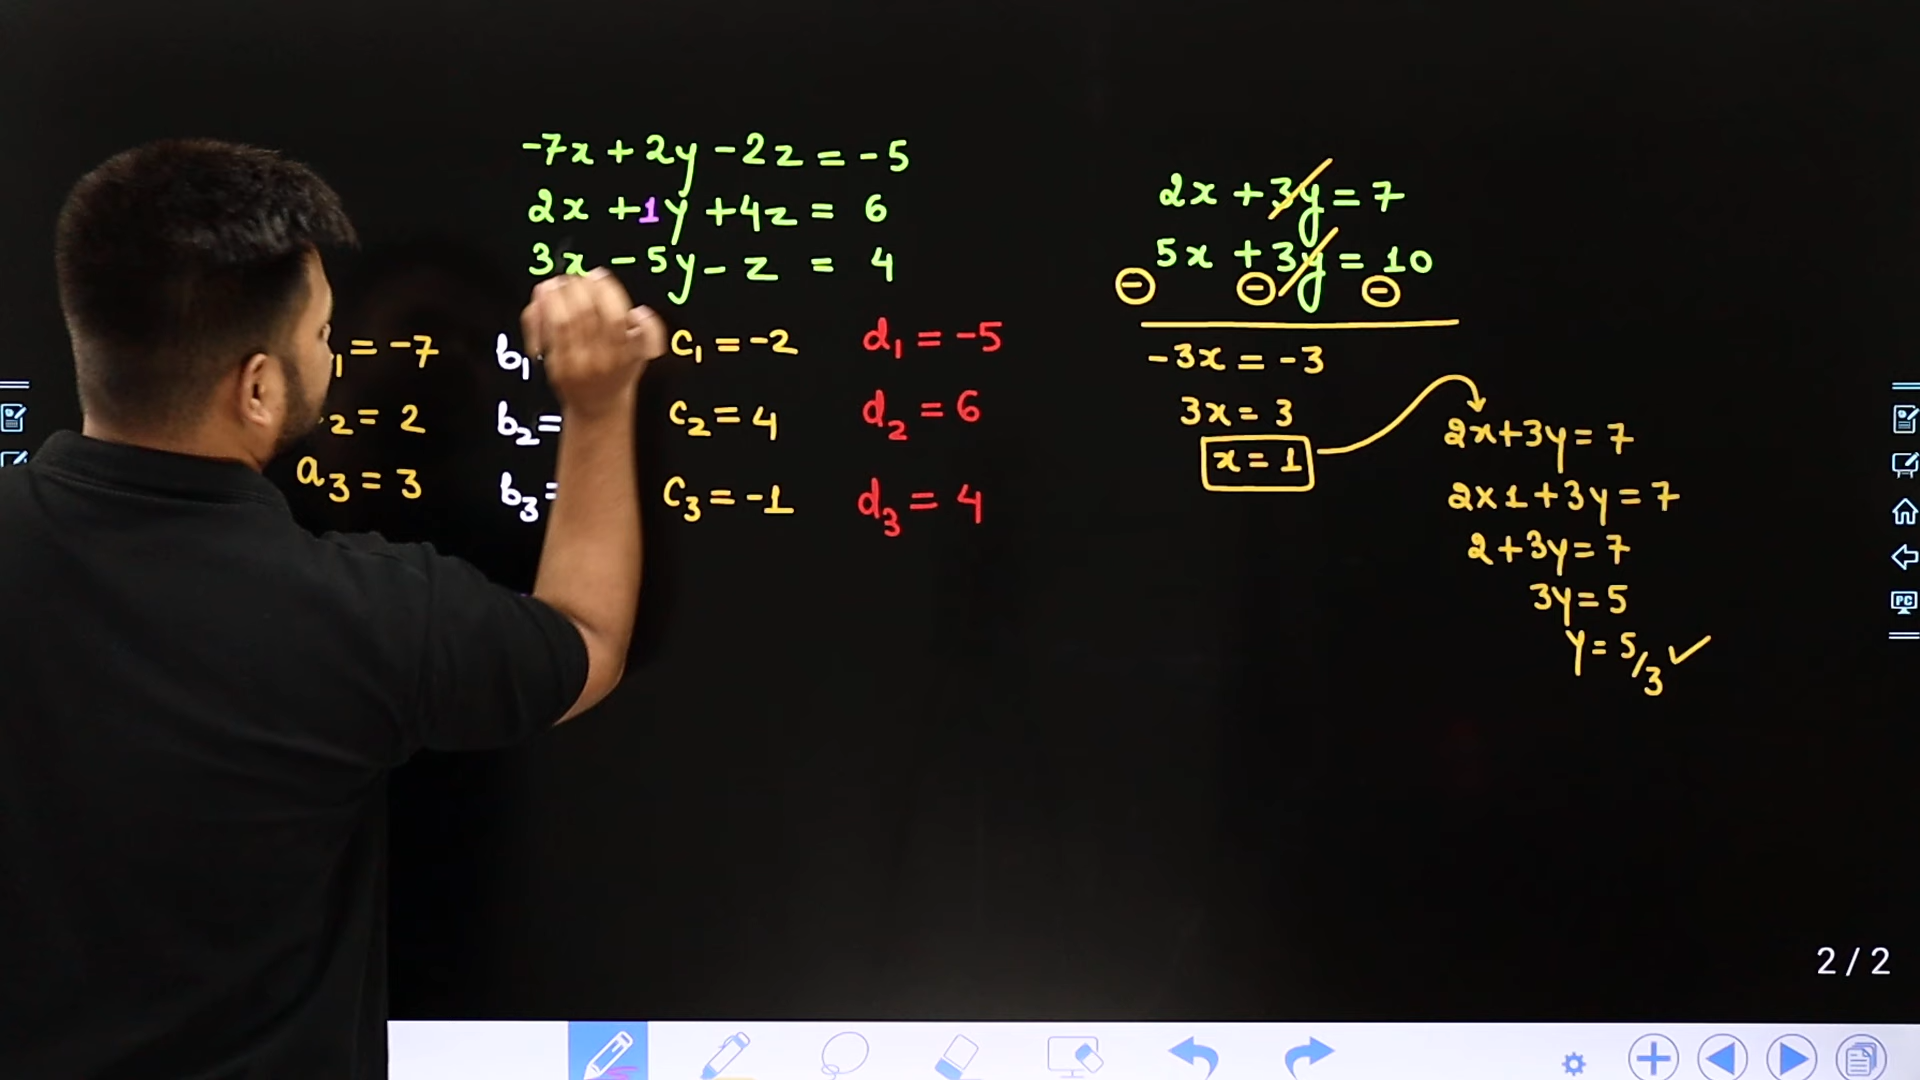 -7x + 2y - 2z = -5
2x + 1y + 4z = 6
3x - 5y - z = 4
₁ = -7 b₁ c₁ = -2 d₁ = -5
₂ = 2 b₂ = c₂ = 4 d₂ = 6
a₃ = 3 b₃ = c₃ = -1 d₃ = 4
2x + 3y = 7
5x + 3y = 10
- - -
-3x = -3
3x = 3
x = 1
2x + 3y = 7
2x1 + 3y = 7
2 + 3y = 7
3y = 5
y = 5/3 ✓
PC
2 / 2